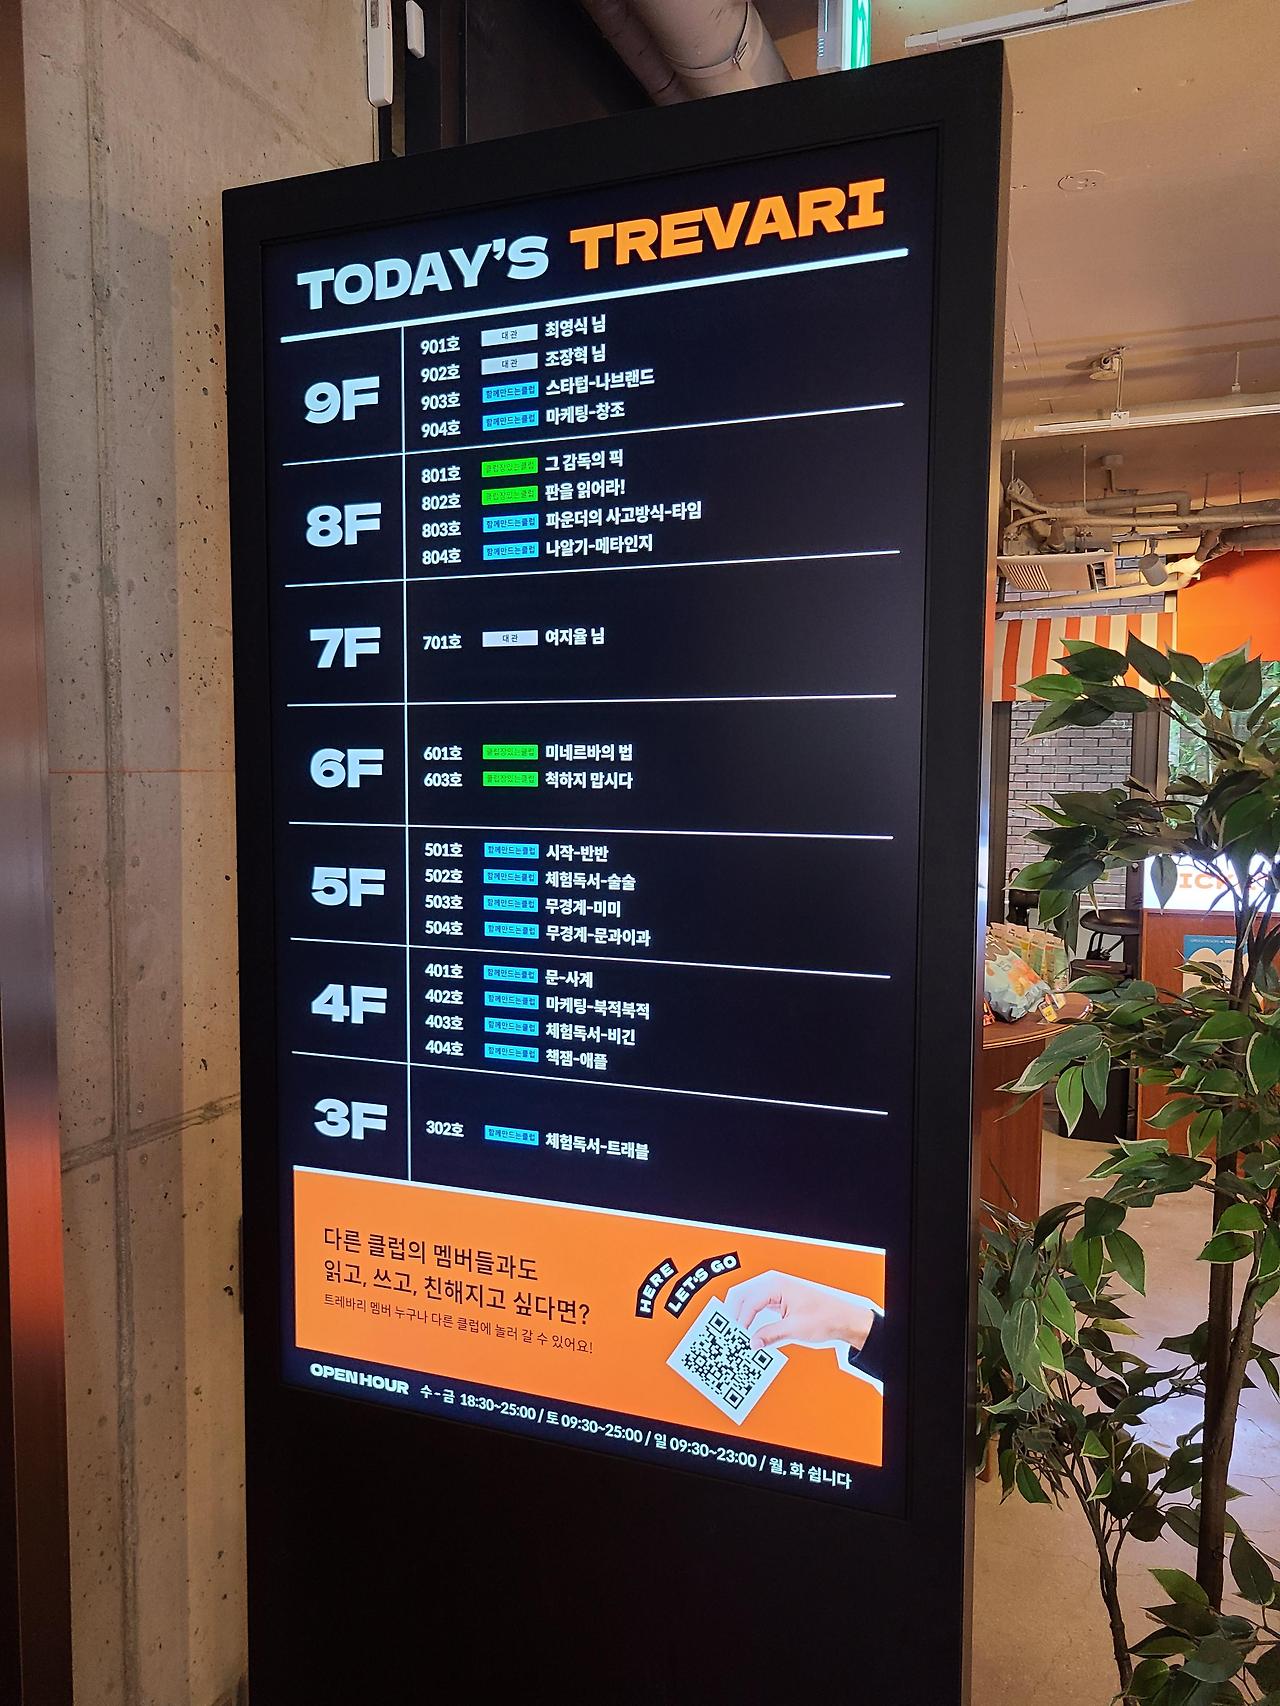 TODAY'S TREVARI
9F
901호 대관 최영식 님
902호 대관 조장혁 님
903호 함께만드는클럽 스타텁-나브랜드
904호 함께만드는클럽 마케팅-창조
8F
801호 클럽장있는클럽 그 감독의 픽
802호 클럽장있는클럽 판을 읽어라!
803호 함께만드는클럽 파운더의 사고방식-타임
804호 함께만드는클럽 나알기-메타인지
7F
701호 대관 여지율 님
6F
601호 클럽장있는클럽 미네르바의 법
603호 클럽장있는클럽 척하지 맙시다
5F
501호 함께만드는클럽 시작-반반
502호 함께만드는클럽 체험독서-술술
503호 함께만드는클럽 무경계-미미
504호 함께만드는클럽 무경계-문과이과
4F
401호 함께만드는클럽 문-사계
402호 함께만드는클럽 마케팅-북적북적
403호 함께만드는클럽 체험독서-비긴
404호 함께만드는클럽 책잼-애플
3F
302호 함께만드는클럽 체험독서-트래블
다른 클럽의 멤버들과도
읽고, 쓰고, 친해지고 싶다면?
트레바리 멤버 누구나 다른 클럽에 놀러 갈 수 있어요!
HERE
LET'S GO
OPEN HOUR 수-금 18:30~25:00 / 토 09:30~25:00 / 일 09:30~23:00 / 월, 화 쉽니다